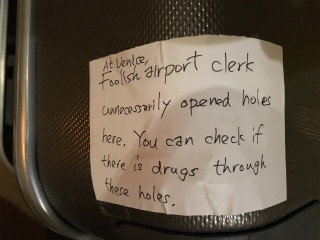 At Venice,
Foolish airport clerk
unnecessarily opened holes
here. You can check if
there is drugs through
these holes.